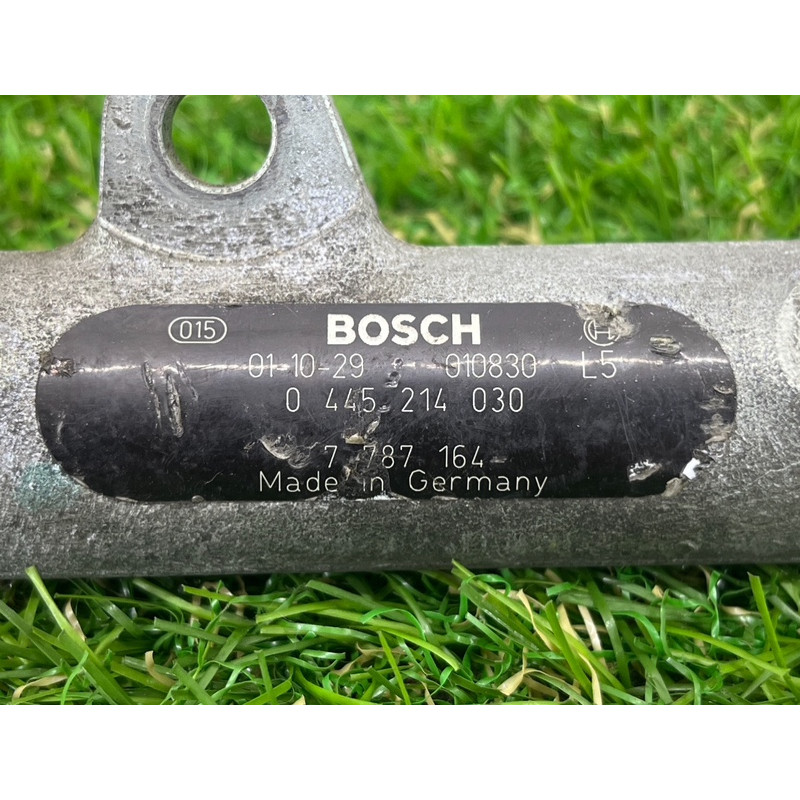 015 BOSCH H
01-10-29 010830 L5
0 445 214 030
7 787 164
Made in Germany